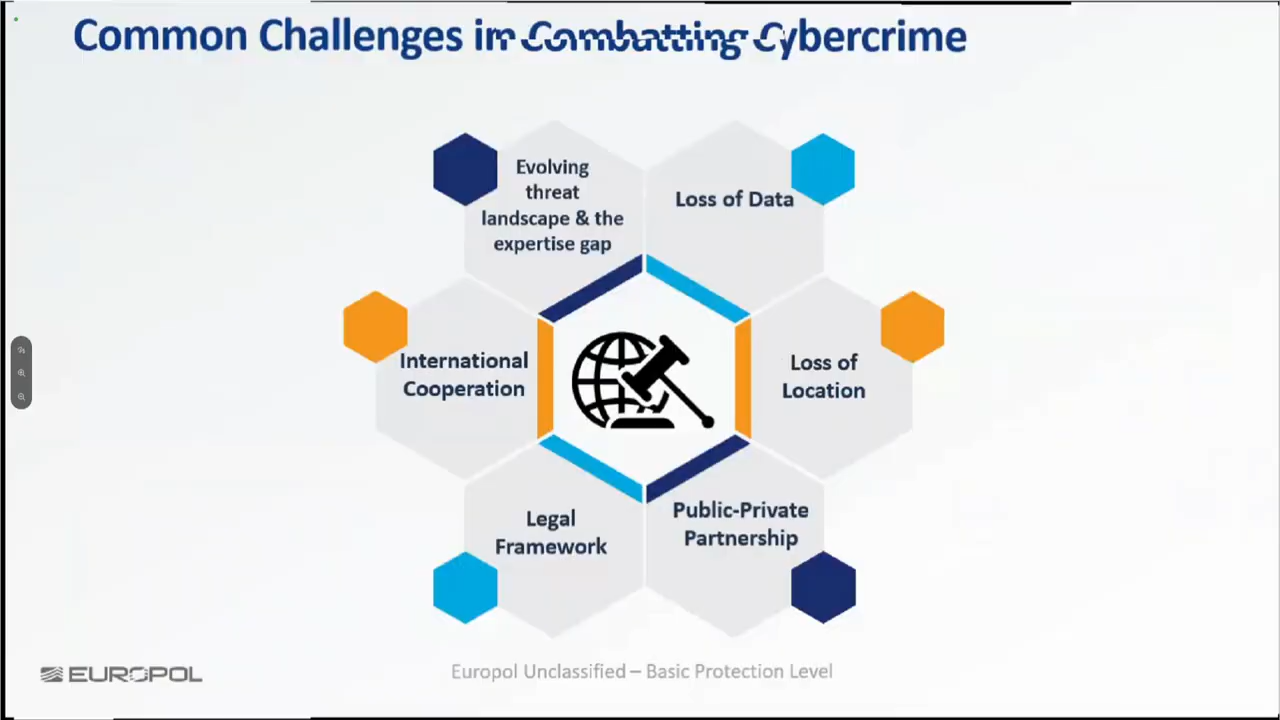 Common Challenges in Combatting Cybercrime
Evolving
threat
landscape & the
expertise gap
Loss of Data
International
Cooperation
Loss of
Location
Legal
Framework
Public-Private
Partnership
EUROPOL
Europol Unclassified – Basic Protection Level